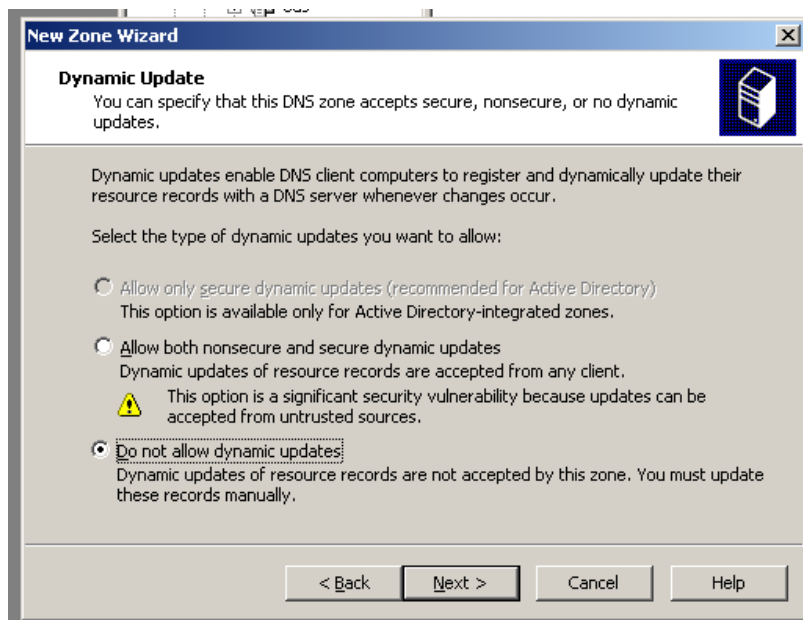 New Zone Wizard
Dynamic Update
You can specify that this DNS zone accepts secure, nonsecure, or no dynamic
updates.
Dynamic updates enable DNS client computers to register and dynamically update their
resource records with a DNS server whenever changes occur.
Select the type of dynamic updates you want to allow:
Allow only secure dynamic updates (recommended for Active Directory)
This option is available only for Active Directory-integrated zones.
Allow both nonsecure and secure dynamic updates
Dynamic updates of resource records are accepted from any client.
This option is a significant security vulnerability because updates can be
accepted from untrusted sources.
Do not allow dynamic updates
Dynamic updates of resource records are not accepted by this zone. You must update
these records manually.
< Back Next > Cancel Help